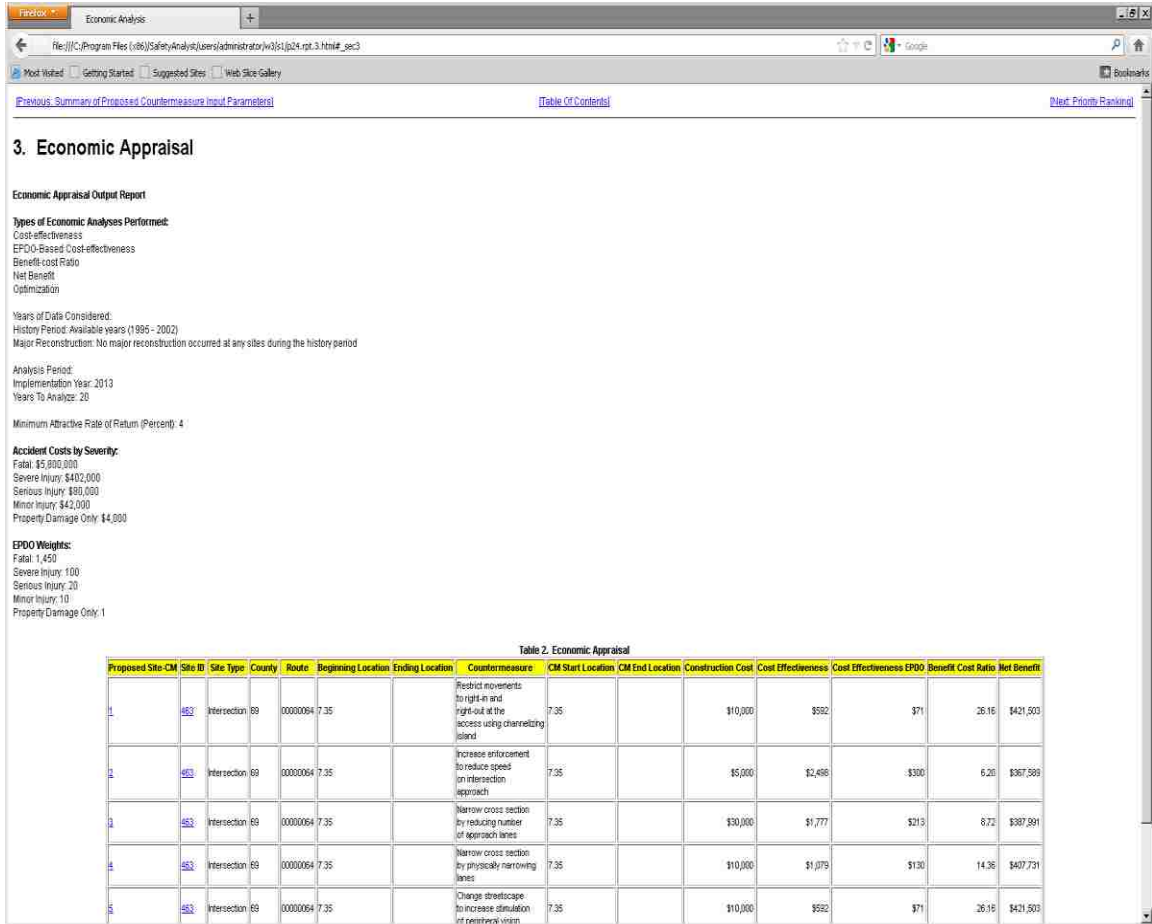 Firefox
Economic Analysis
file:///C:/Program Files (x86)/SafetyAnalyst/users/administrator/w3/s1/p24.rpt.3.html#_sec3
Google
Most Visited Getting Started Suggested Sites Web Slice Gallery
Bookmarks
[Previous: Summary of Proposed Countermeasure Input Parameters] [Table Of Contents] [Next: Priority Ranking]
3. Economic Appraisal
Economic Appraisal Output Report
Types of Economic Analyses Performed:
Cost-effectiveness
EPDO-Based Cost-effectiveness
Benefit-cost Ratio
Net Benefit
Optimization
Years of Data Considered:
History Period: Available years (1995 - 2002)
Major Reconstruction: No major reconstruction occurred at any sites during the history period
Analysis Period:
Implementation Year: 2013
Years To Analyze: 20
Minimum Attractive Rate of Return (Percent): 4
Accident Costs by Severity:
Fatal: $5,800,000
Severe Injury: $402,000
Serious Injury: $80,000
Minor Injury: $42,000
Property Damage Only: $4,000
EPDO Weights:
Fatal: 1,450
Severe Injury: 100
Serious Injury: 20
Minor Injury: 10
Property Damage Only: 1
Table 2. Economic Appraisal
Proposed Site-CM Site ID Site Type County Route Beginning Location Ending Location Countermeasure CM Start Location CM End Location Construction Cost Cost Effectiveness Cost Effectiveness EPDO Benefit Cost Ratio Net Benefit
1 463 Intersection 69 00000064 7.35 Restrict movements to right-in and right-out at the access using channelizing island 7.35 $10,000 $592 $71 26.16 $421,503
2 463 Intersection 69 00000064 7.35 Increase enforcement to reduce speed on intersection approach 7.35 $5,000 $2,498 $300 6.20 $367,589
3 463 Intersection 69 00000064 7.35 Narrow cross section by reducing number of approach lanes 7.35 $30,000 $1,777 $213 8.72 $387,991
4 463 Intersection 69 00000064 7.35 Narrow cross section by physically narrowing lanes 7.35 $10,000 $1,079 $130 14.36 $407,731
5 463 Intersection 69 00000064 7.35 Change streetscape to increase stimulation of peripheral vision 7.35 $10,000 $592 $71 26.16 $421,503